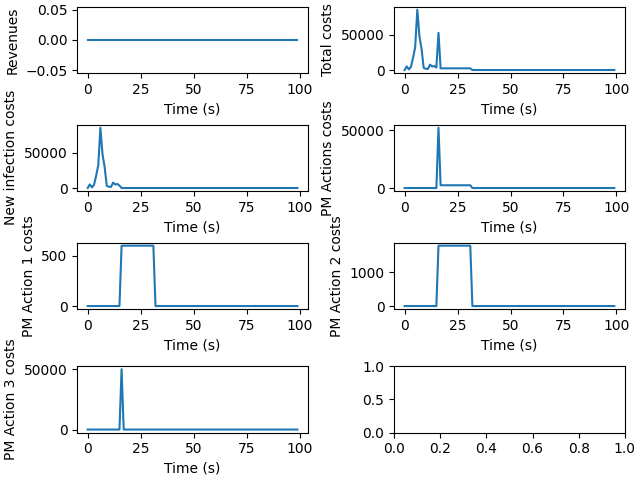 Revenues
0.05
0.00
−0.05
0 25 50 75 100
Time (s)
Total costs
50000
0
0 25 50 75 100
Time (s)
New infection costs
50000
0
0 25 50 75 100
Time (s)
PM Actions costs
50000
0
0 25 50 75 100
Time (s)
PM Action 1 costs
500
0
0 25 50 75 100
Time (s)
PM Action 2 costs
1000
0
0 25 50 75 100
Time (s)
PM Action 3 costs
50000
0
0 25 50 75 100
Time (s)
1.0
0.5
0.0
0.0 0.2 0.4 0.6 0.8 1.0